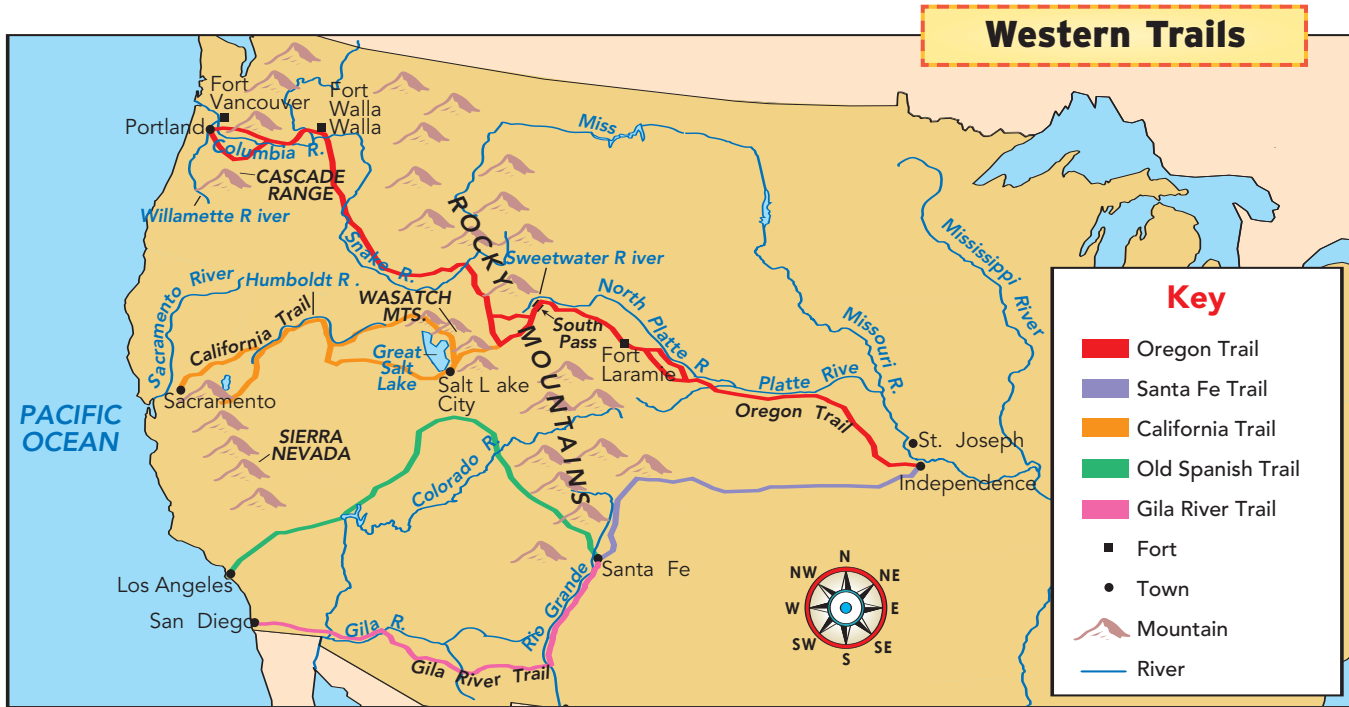 Western Trails
Fort
Vancouver
Fort
Walla
Walla
Portland
Columbia R.
CASCADE
RANGE
Willamette R iver
Miss
ROCKY MOUNTAINS
Snake R.
Sweetwater R iver
Mississippi River
Sacramento River
Humboldt R .
California Trail
WASATCH
MTS.
North Platte R
South
Pass
Fort
Laramie
Missouri R.
Platte Rive
Oregon Trail
Great
Salt
Lake
Salt L ake
City
Sacramento
PACIFIC
OCEAN
SIERRA
NEVADA
St. Joseph
Independence
Colorado R.
Los Angeles
San Diego
Santa Fe
Rio Grande
Gila R.
Gila River Trail
N
NE
E
SE
S
SW
W
NW
Key
Oregon Trail
Santa Fe Trail
California Trail
Old Spanish Trail
Gila River Trail
Fort
Town
Mountain
River